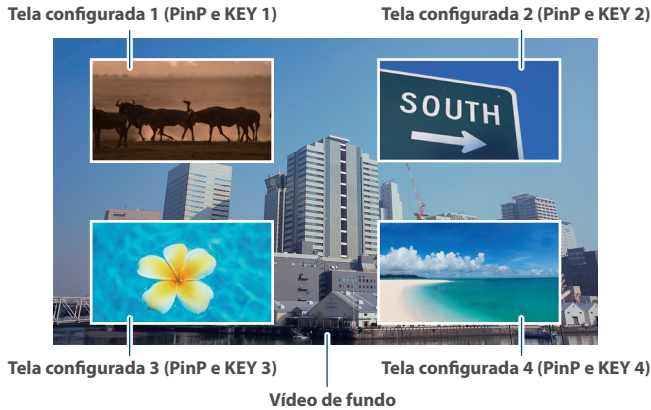 Tela configurada 1 (PinP e KEY 1)
Tela configurada 2 (PinP e KEY 2)
SOUTH
Tela configurada 3 (PinP e KEY 3)
Tela configurada 4 (PinP e KEY 4)
Vídeo de fundo